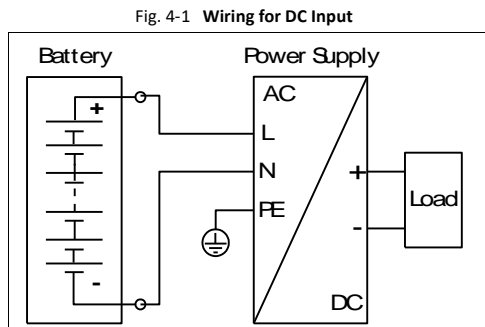 Fig. 4-1 Wiring for DC Input
Battery
Power Supply
AC
+
L
N
+
Load
PE
-
-
DC